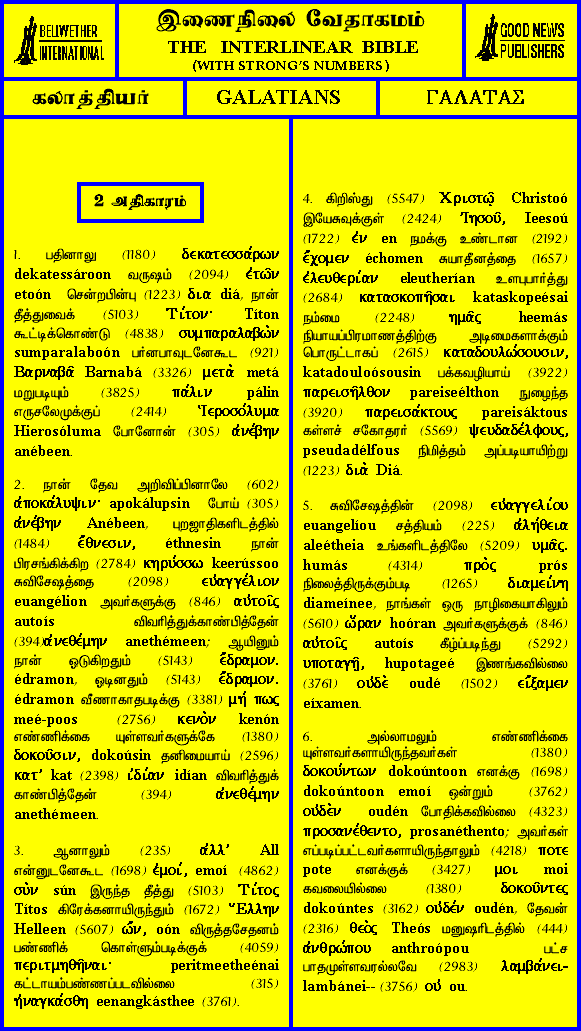 BELLWETHER
INTERNATIONAL
இணைநிலை வேதாகமம்
THE INTERLINEAR BIBLE
(WITH STRONG'S NUMBERS)
GOOD NEWS
PUBLISHERS
கலாத்தியர்
GALATIANS
ΓΑΛΑΤΑΣ
2 அதிகாரம்
1. பதினாலு (1180) δεκατεσσάρων
dekatessároon வருஷம் (2094) ἐτῶν
etoón சென்றபின்பு (1223) δια diá, நான்
தீத்துவைக் (5103) Τίτον· Títon
கூட்டிக்கொண்டு (4838) συμπαραλαβὼν
sumparalaboón பர்னபாவுடனேகூட (921)
Βαρναβᾶ Barnabá (3326) μετὰ metá
மறுபடியும் (3825) πάλιν pálin
எருசலேமுக்குப் (2414) Ἱεροσόλυμα
Hierosóluma போனேன் (305) ἀνέβην
anébeen.
2. நான் தேவ அறிவிப்பினாலே (602)
ἀποκάλυψιν· apokálupsin போய் (305)
ἀνέβην Anébeen, புறஜாதிகளிடத்தில்
(1484) ἔθνεσιν, éthnesin நான்
பிரசங்கிக்கிற (2784) κηρύσσω keerússoo
சுவிசேஷத்தை (2098) εὐαγγέλιον
euangélion அவர்களுக்கு (846) αὐτοῖς
autoís விவரித்துக்காண்பித்தேன்
(394)ἀνεθέμην anethémeen; ஆயினும்
நான் ஓடுகிறதும் (5143) ἔδραμον.
édramon, ஓடினதும் (5143) ἔδραμον.
édramon வீணாகாதபடிக்கு (3381) μή πως
meé-poos (2756) κενὸν kenón
எண்ணிக்கை யுள்ளவர்களுக்கே (1380)
δοκοῦσιν, dokoúsin தனிமையாய் (2596)
κατ' kat (2398) ἰδίαν idían விவரித்துக்
காண்பித்தேன் (394) ἀνεθέμην
anethémeen.
3. ஆனாலும் (235) ἀλλ' All
என்னுடனேகூட (1698) ἐμοί, emoí (4862)
σὺν sún இருந்த தீத்து (5103) Τίτος
Títos கிரேக்கனாயிருந்தும் (1672) Ἕλλην
Helleen (5607) ὤν, oón விருத்தசேதனம்
பண்ணிக் கொள்ளும்படிக்குக் (4059)
περιτμηθῆναι· peritmeetheénai
கட்டாயம்பண்ணப்படவில்லை (315)
ἠναγκάσθη eenangkásthee (3761).
4. கிறிஸ்து (5547) Χριστῷ Christoó
இயேசுவுக்குள் (2424) Ἰησοῦ, Ieesoú
(1722) ἐν en நமக்கு உண்டான (2192)
ἔχομεν échomen சுயாதீனத்தை (1657)
ἐλευθερίαν eleutherían உளவுபார்த்து
(2684) κατασκοπῆσαι kataskopeésai
நம்மை (2248) ἡμᾶς heemás
நியாயப்பிரமாணத்திற்கு அடிமைகளாக்கும்
பொருட்டாகப் (2615) καταδουλώσουσιν,
katadouloósousin பக்கவழியாய் (3922)
παρεισῆλθον pareiseélthon நுழைந்த
(3920) παρεισάκτους pareisáktous
கள்ளச் சகோதரர் (5569) ψευδαδέλφους,
pseudadélfous நிமித்தம் அப்படியாயிற்று
(1223) διὰ Diá.
5. சுவிசேஷத்தின் (2098) εὐαγγελίου
euangelíou சத்தியம் (225) ἀλήθεια
aleétheia உங்களிடத்திலே (5209) υμᾶς.
humás (4314) πρὸς prós
நிலைத்திருக்கும்படி (1265) διαμείνη
diameínee, நாங்கள் ஒரு நாழிகையாகிலும்
(5610) ὥραν hoóran அவர்களுக்குக் (846)
αὐτοῖς autoís கீழ்ப்படிந்து (5292)
υποταγῇ, hupotageé இணங்கவில்லை
(3761) οὐδὲ oudé (1502) εἴξαμεν
eíxamen.
6. அல்லாமலும் எண்ணிக்கை
யுள்ளவர்களாயிருந்தவர்கள் (1380)
δοκούντων dokoúntoon எனக்கு (1698)
dokoúntoon emoí ஒன்றும் (3762)
οὐδὲν oudén போதிக்கவில்லை (4323)
προσανέθεντο, prosanéthento; அவர்கள்
எப்படிப்பட்டவர்களாயிருந்தாலும் (4218) ποτε
pote எனக்குக் (3427) μοι moi
கவலையில்லை (1380) δοκοῦντες
dokoúntes (3162) οὐδέν oudén, தேவன்
(2316) θεὸς Theós மனுஷரிடத்தில் (444)
ἀνθρώπου anthroópou பட்ச
பாதமுள்ளவரல்லவே (2983) λαμβάνει-
lambánei-- (3756) οὐ ou.